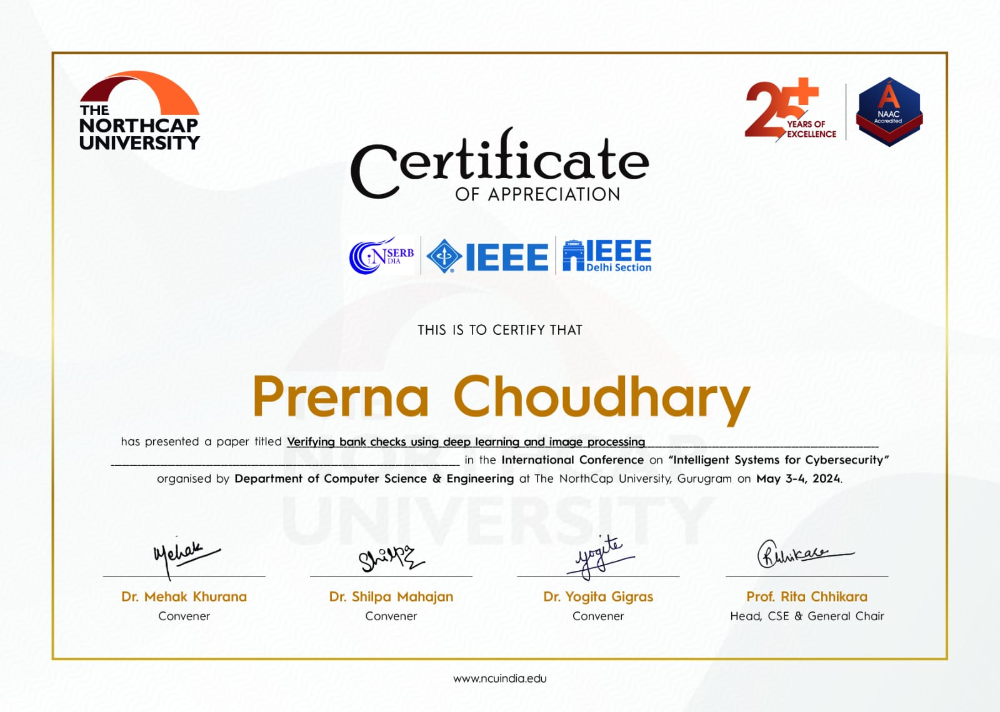 THE
NORTHCAP
UNIVERSITY
25+
YEARS OF
EXCELLENCE
A
NAAC
Accredited
Certificate
OF APPRECIATION
SERB
iNDIA
IEEE
IEEE
Delhi Section
THIS IS TO CERTIFY THAT
Prerna Choudhary
has presented a paper titled Verifying bank checks using deep learning and image processing
in the International Conference on “Intelligent Systems for Cybersecurity”
organised by Department of Computer Science & Engineering at The NorthCap University, Gurugram on May 3-4, 2024.
Mehak
Shilpa
Yogita
RChhikara
Dr. Mehak Khurana
Dr. Shilpa Mahajan
Dr. Yogita Gigras
Prof. Rita Chhikara
Convener
Convener
Convener
Head, CSE & General Chair
www.ncuindia.edu
THE
NORTHCAP
UNIVERSITY